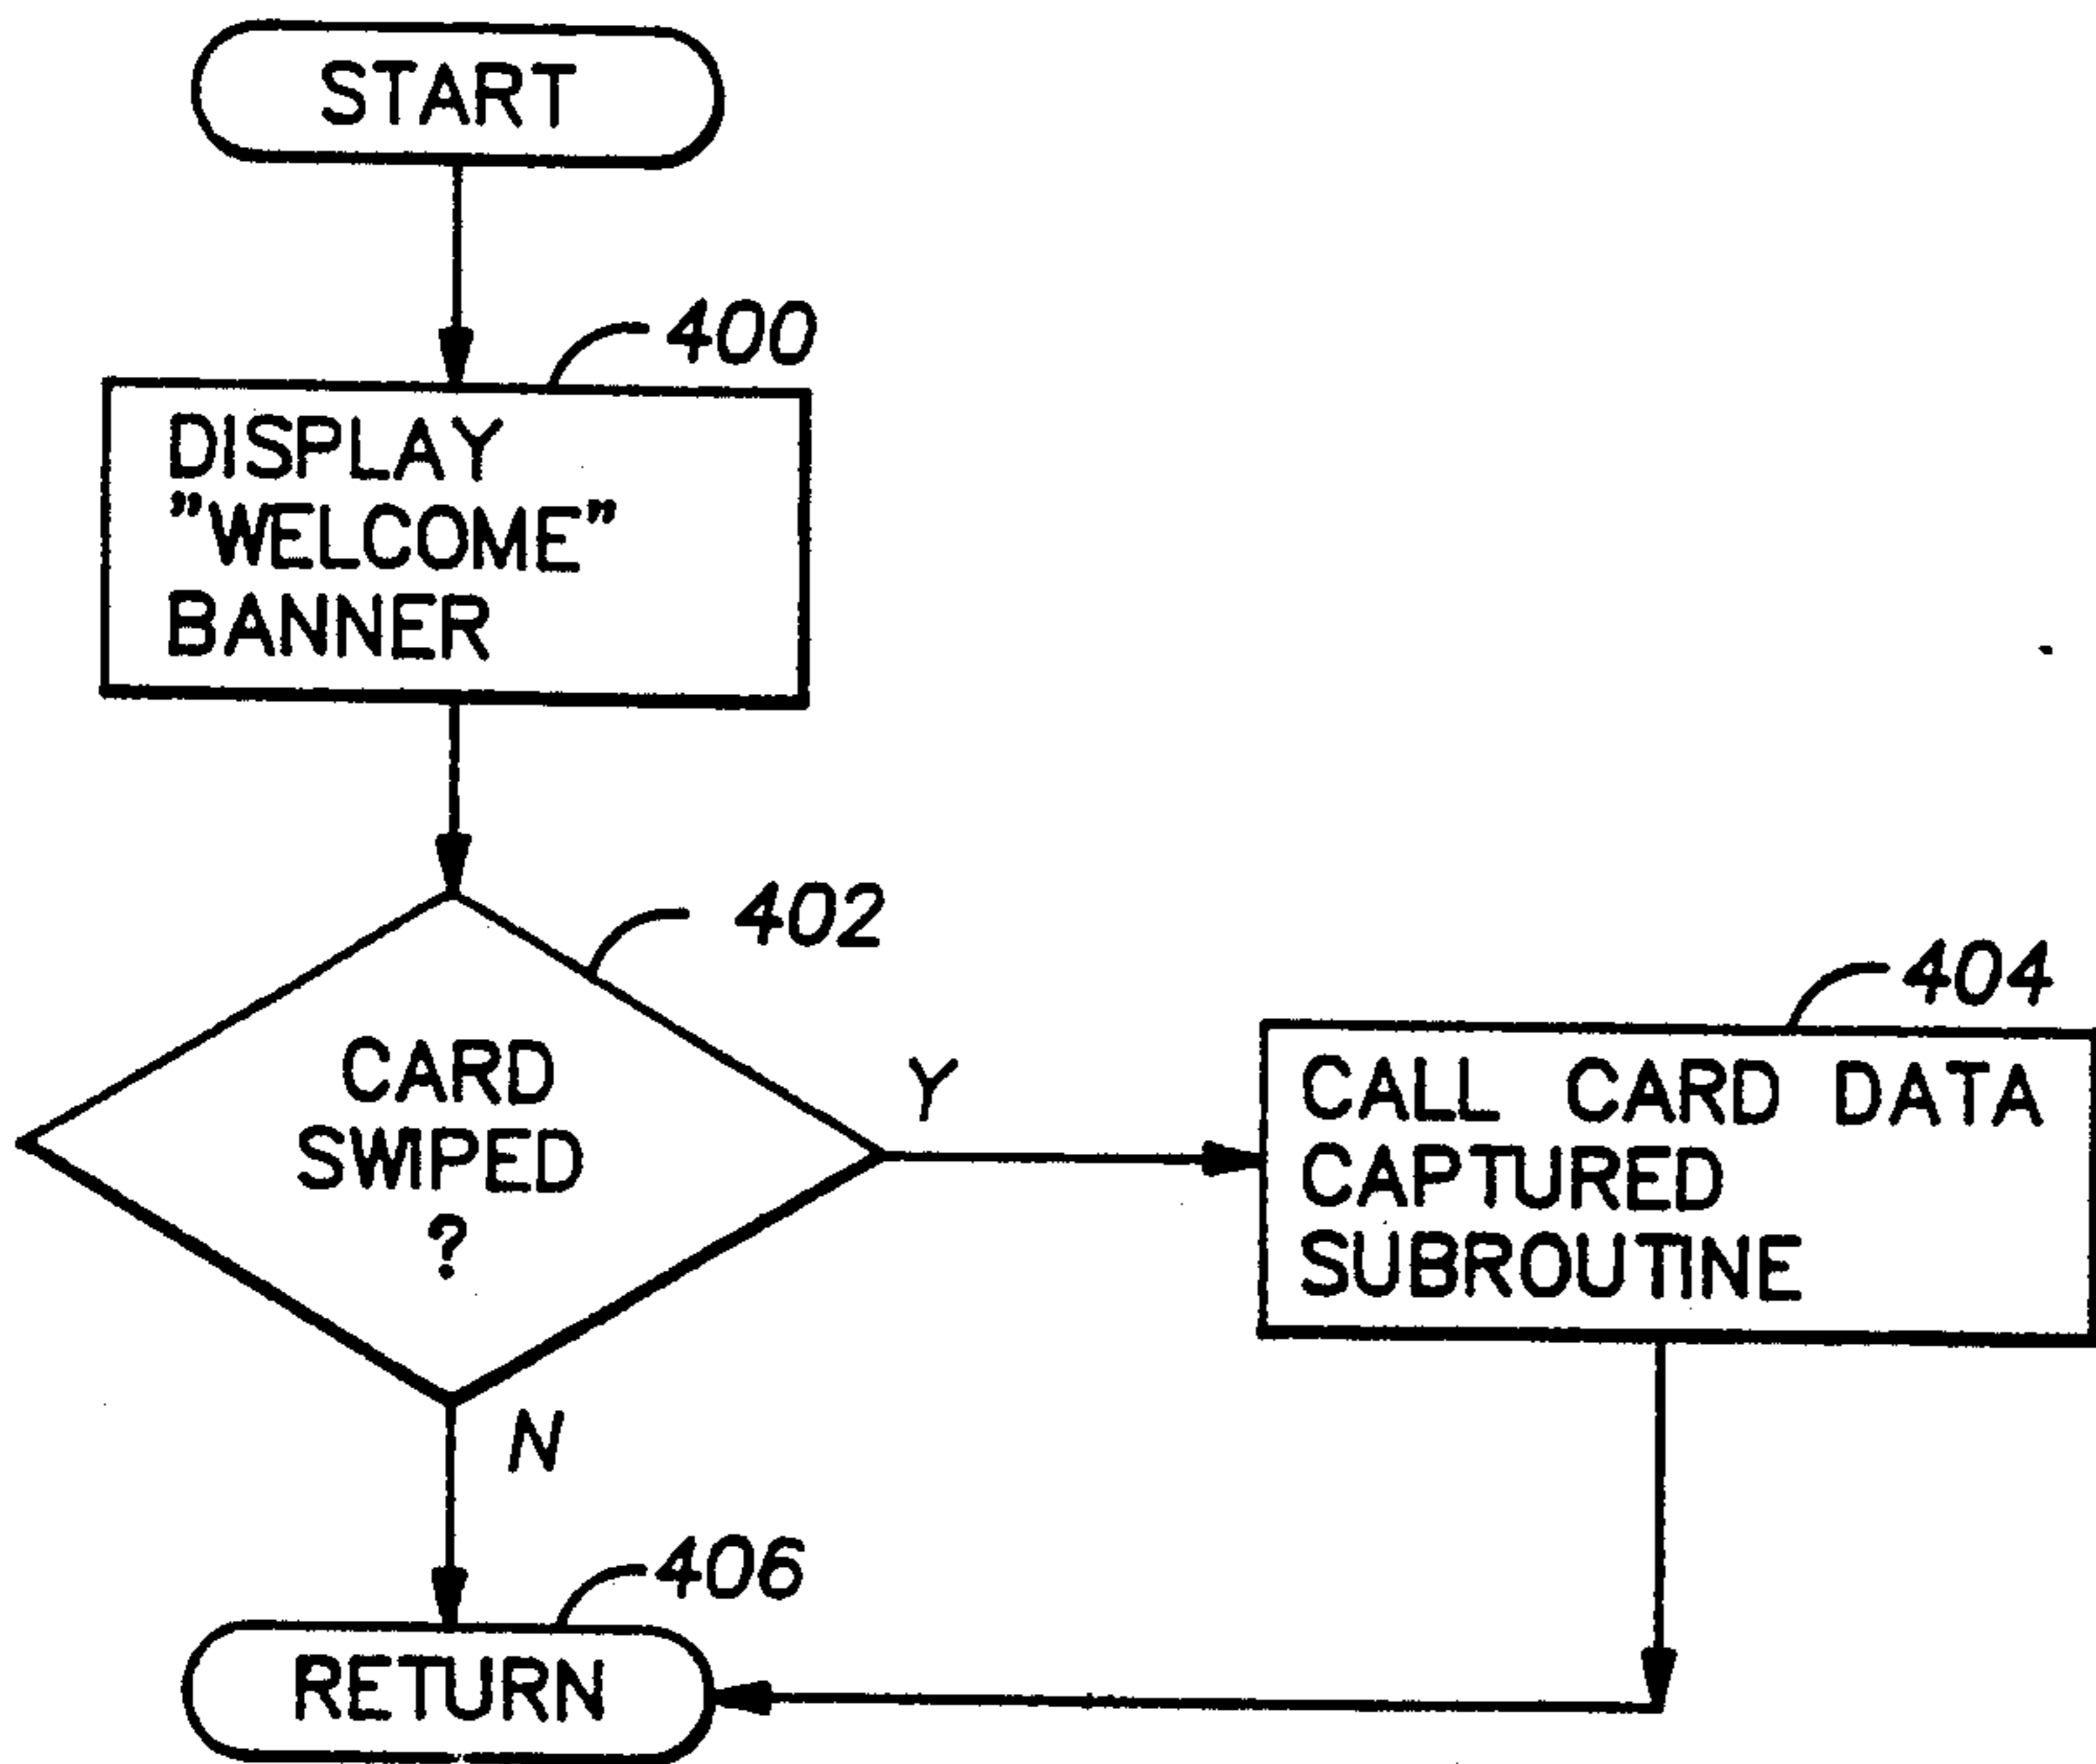 START
400
DISPLAY
"WELCOME"
BANNER
402
CARD
SWIPED
?
Y
404
CALL CARD DATA
CAPTURED
SUBROUTINE
N
406
RETURN